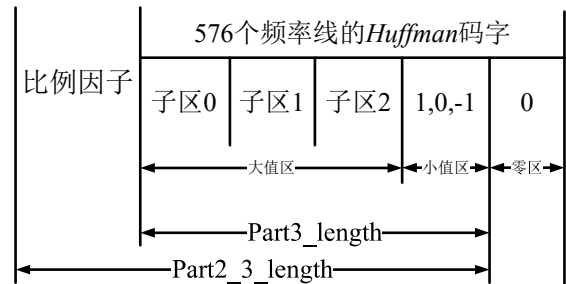 576个频率线的Huffman码字
比例因子
子区0 子区1 子区2 1,0,-1 0
大值区 小值区 零区
Part3_length
Part2_3_length